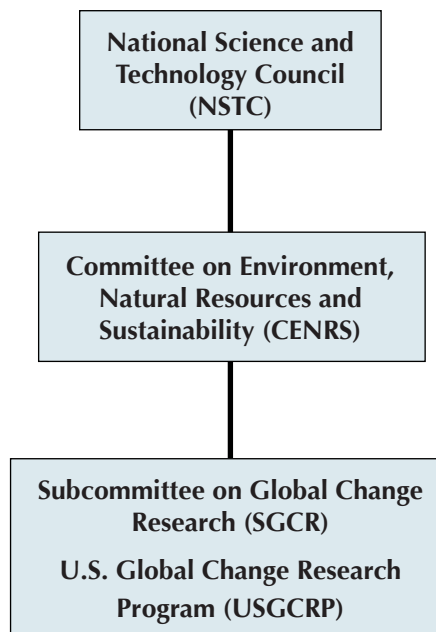 National Science and
Technology Council
(NSTC)
Committee on Environment,
Natural Resources and
Sustainability (CENRS)
Subcommittee on Global Change
Research (SGCR)
U.S. Global Change Research
Program (USGCRP)